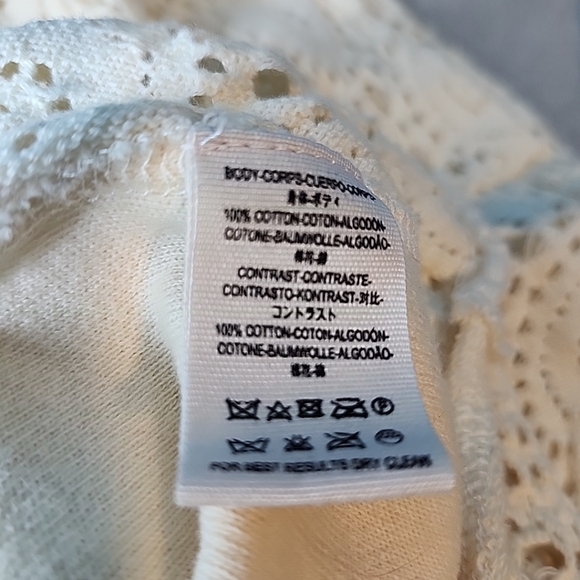 BODY-CORPS-CUERPO-CORPS
身体-ボディ
100% COTTON-COTON-ALGODÓN-
COTONE-BAUMWOLLE-ALGODÃO-
棉花-綿
CONTRAST-CONTRASTE-
CONTRASTO-KONTRAST-对比-
コントラスト
100% COTTON-COTON-ALGODÓN-
COTONE-BAUMWOLLE-ALGODÃO-
棉花-綿
P
FOR BEST RESULTS DRY CLEAN